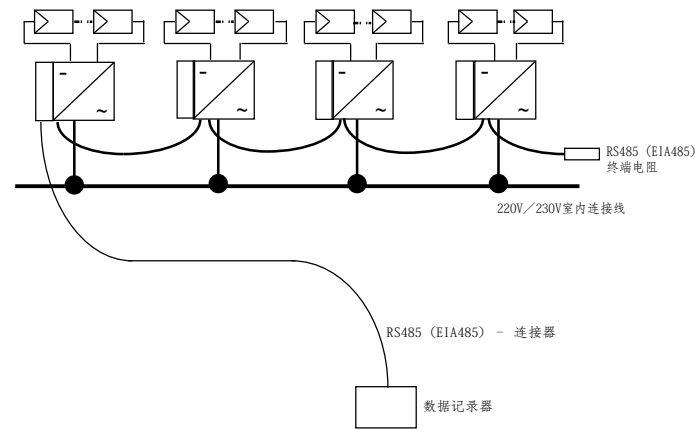 RS485 (EIA485)
终端电阻
220V／230V室内连接线
RS485 (EIA485) － 连接器
数据记录器